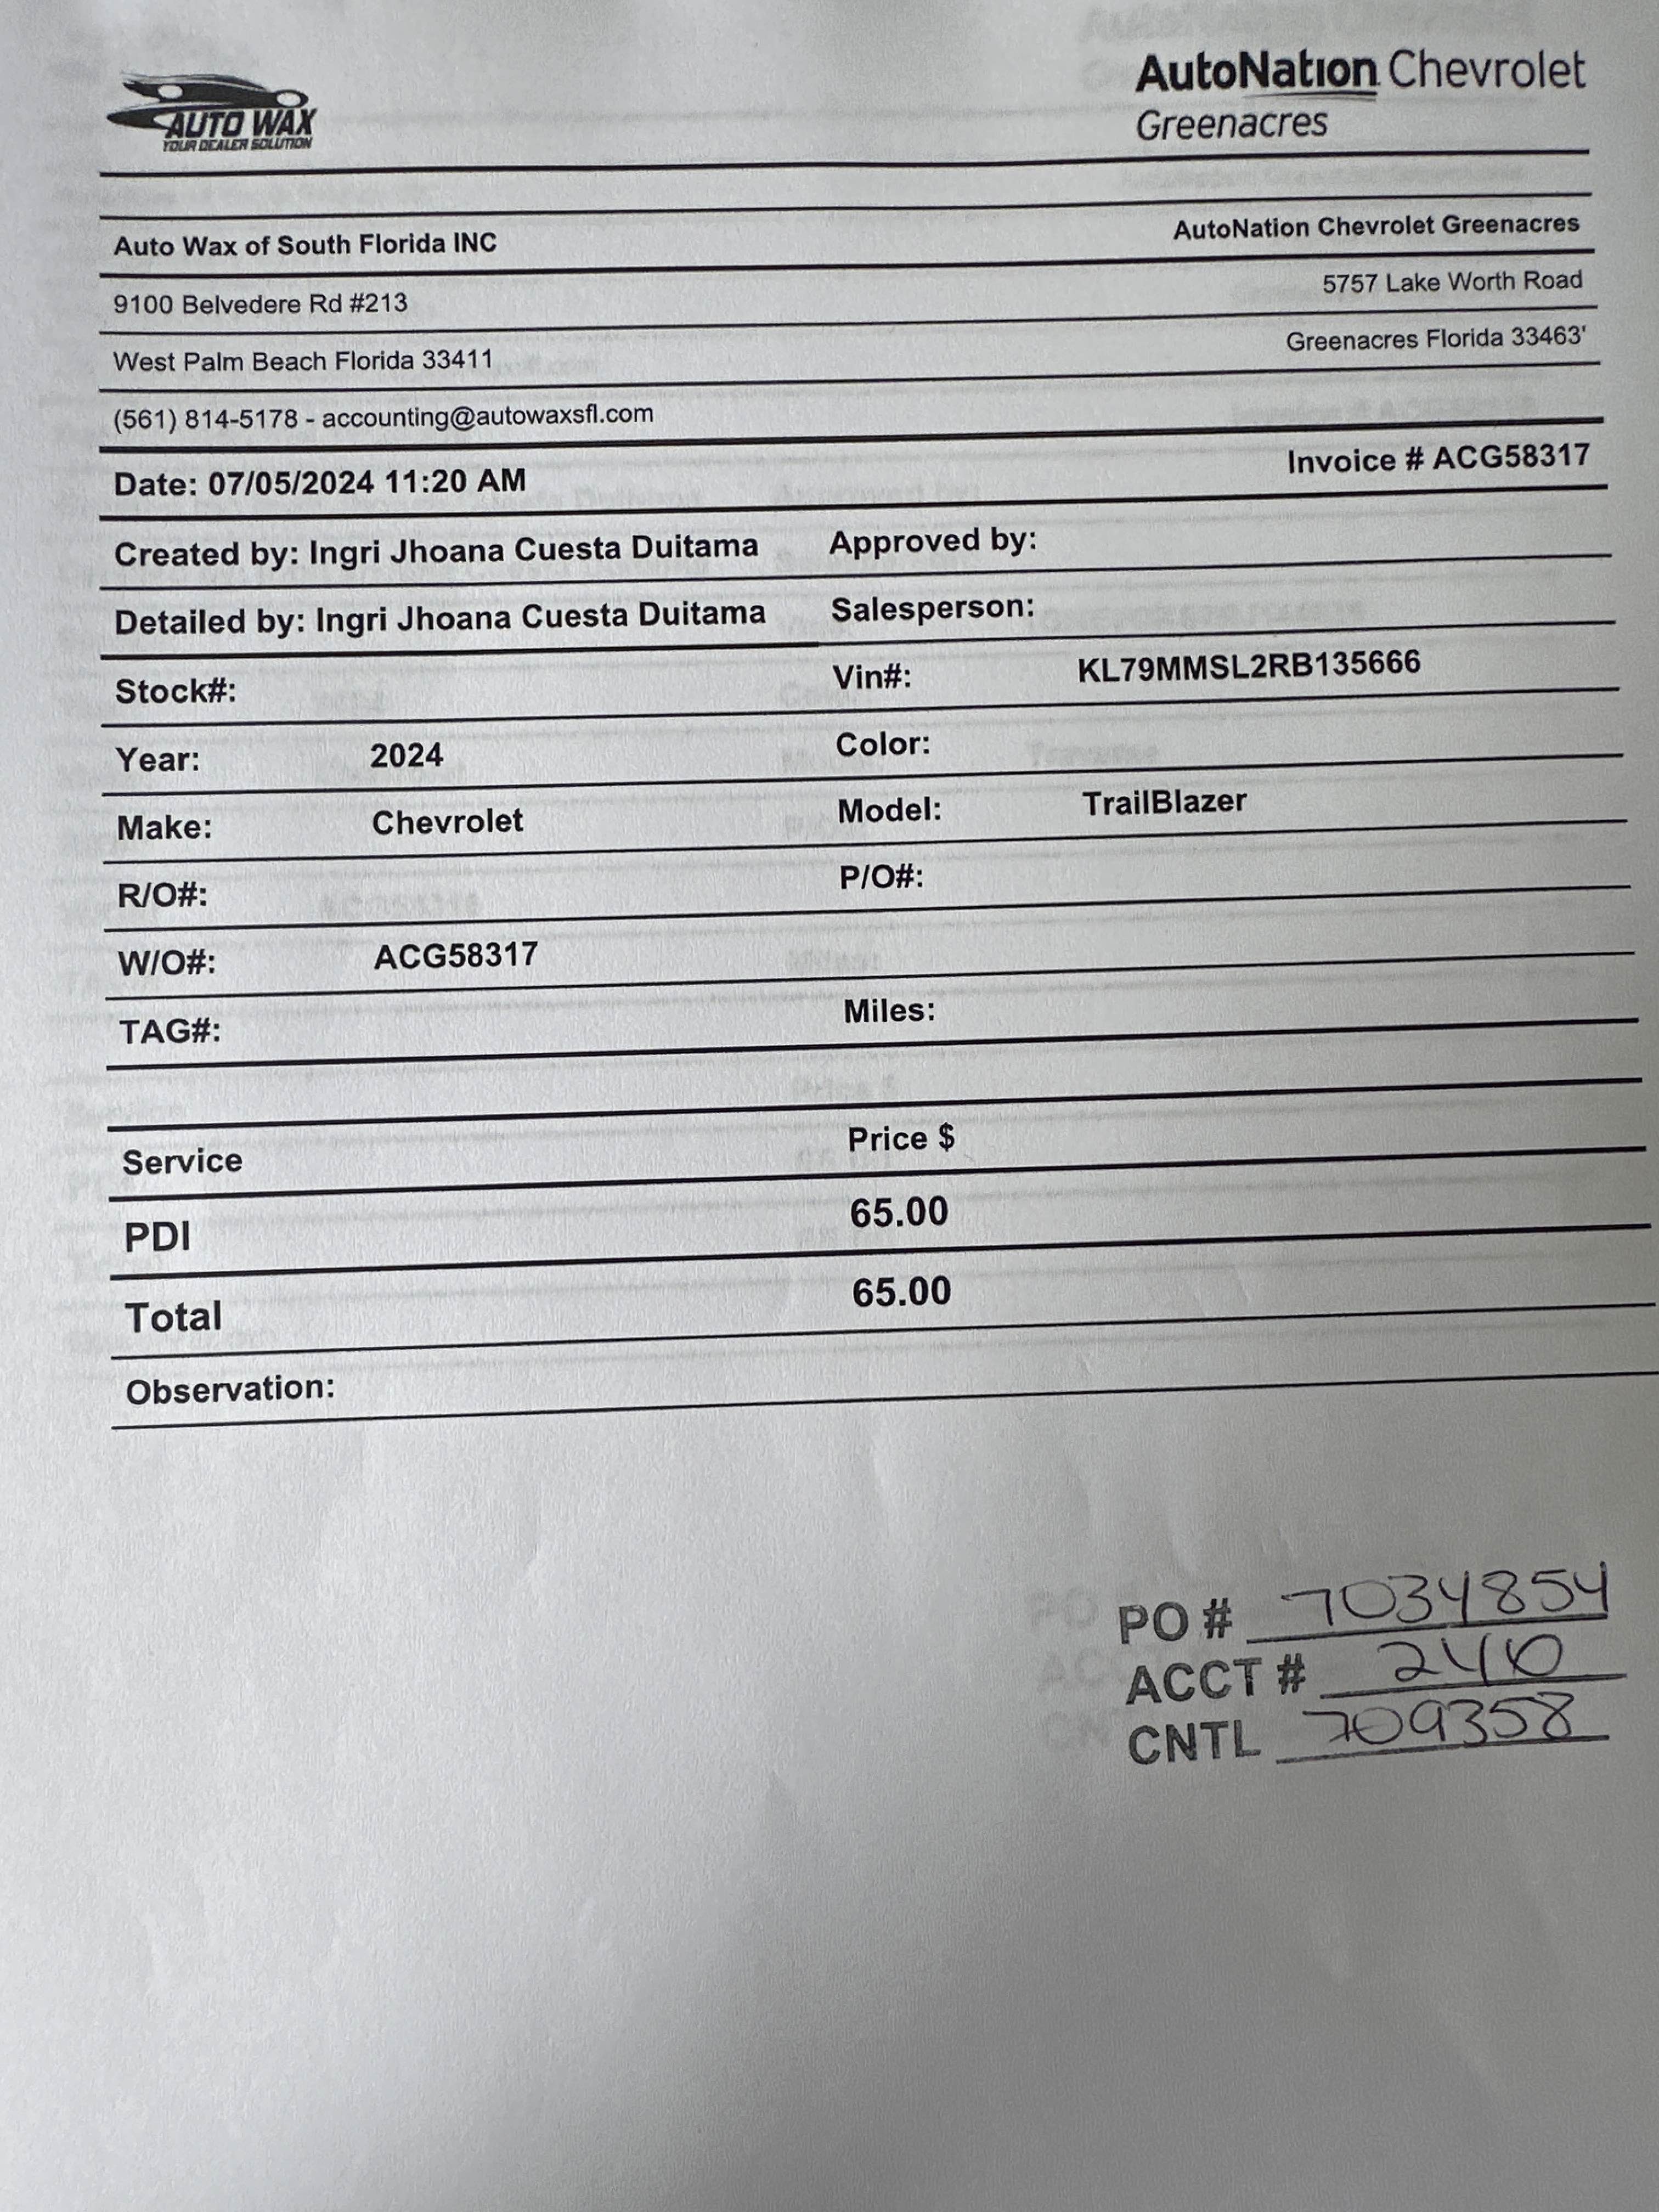 AUTO WAX
YOUR DEALER SOLUTION
AutoNation Chevrolet
Greenacres
Auto Wax of South Florida INC
AutoNation Chevrolet Greenacres
9100 Belvedere Rd #213
5757 Lake Worth Road
West Palm Beach Florida 33411
Greenacres Florida 33463'
(561) 814-5178 - accounting@autowaxsfl.com
Date: 07/05/2024 11:20 AM
Invoice # ACG58317
Created by: Ingri Jhoana Cuesta Duitama Approved by:
Detailed by: Ingri Jhoana Cuesta Duitama Salesperson:
Stock#: Vin#: KL79MMSL2RB135666
Year: 2024 Color:
Make: Chevrolet Model: TrailBlazer
R/O#: P/O#:
W/O#: ACG58317
TAG#: Miles:
Service Price $
PDI 65.00
Total 65.00
Observation:
PO # 7034854
ACCT # 240
CNTL 709358